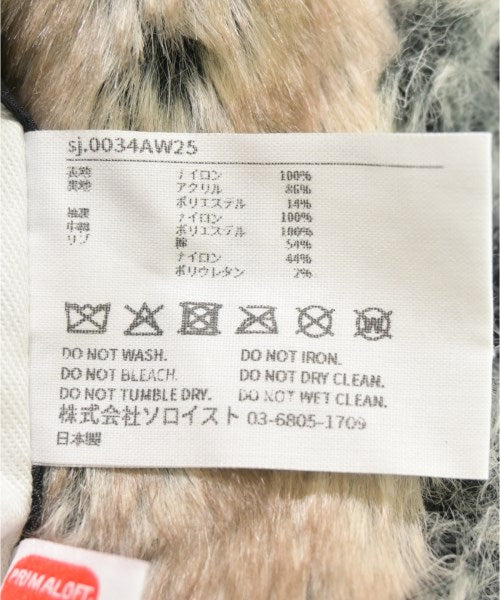 sj.0034AW25
表地 ナイロン 100%
裏地 アクリル 86%
ポリエステル 14%
袖裏 ナイロン 100%
中綿 ポリエステル 100%
リブ 綿 54%
ナイロン 44%
ポリウレタン 2%
W
DO NOT WASH. DO NOT IRON.
DO NOT BLEACH. DO NOT DRY CLEAN.
DO NOT TUMBLE DRY. DO NOT WET CLEAN.
株式会社ソロイスト 03-6805-1709
日本製
PRIMALOFT